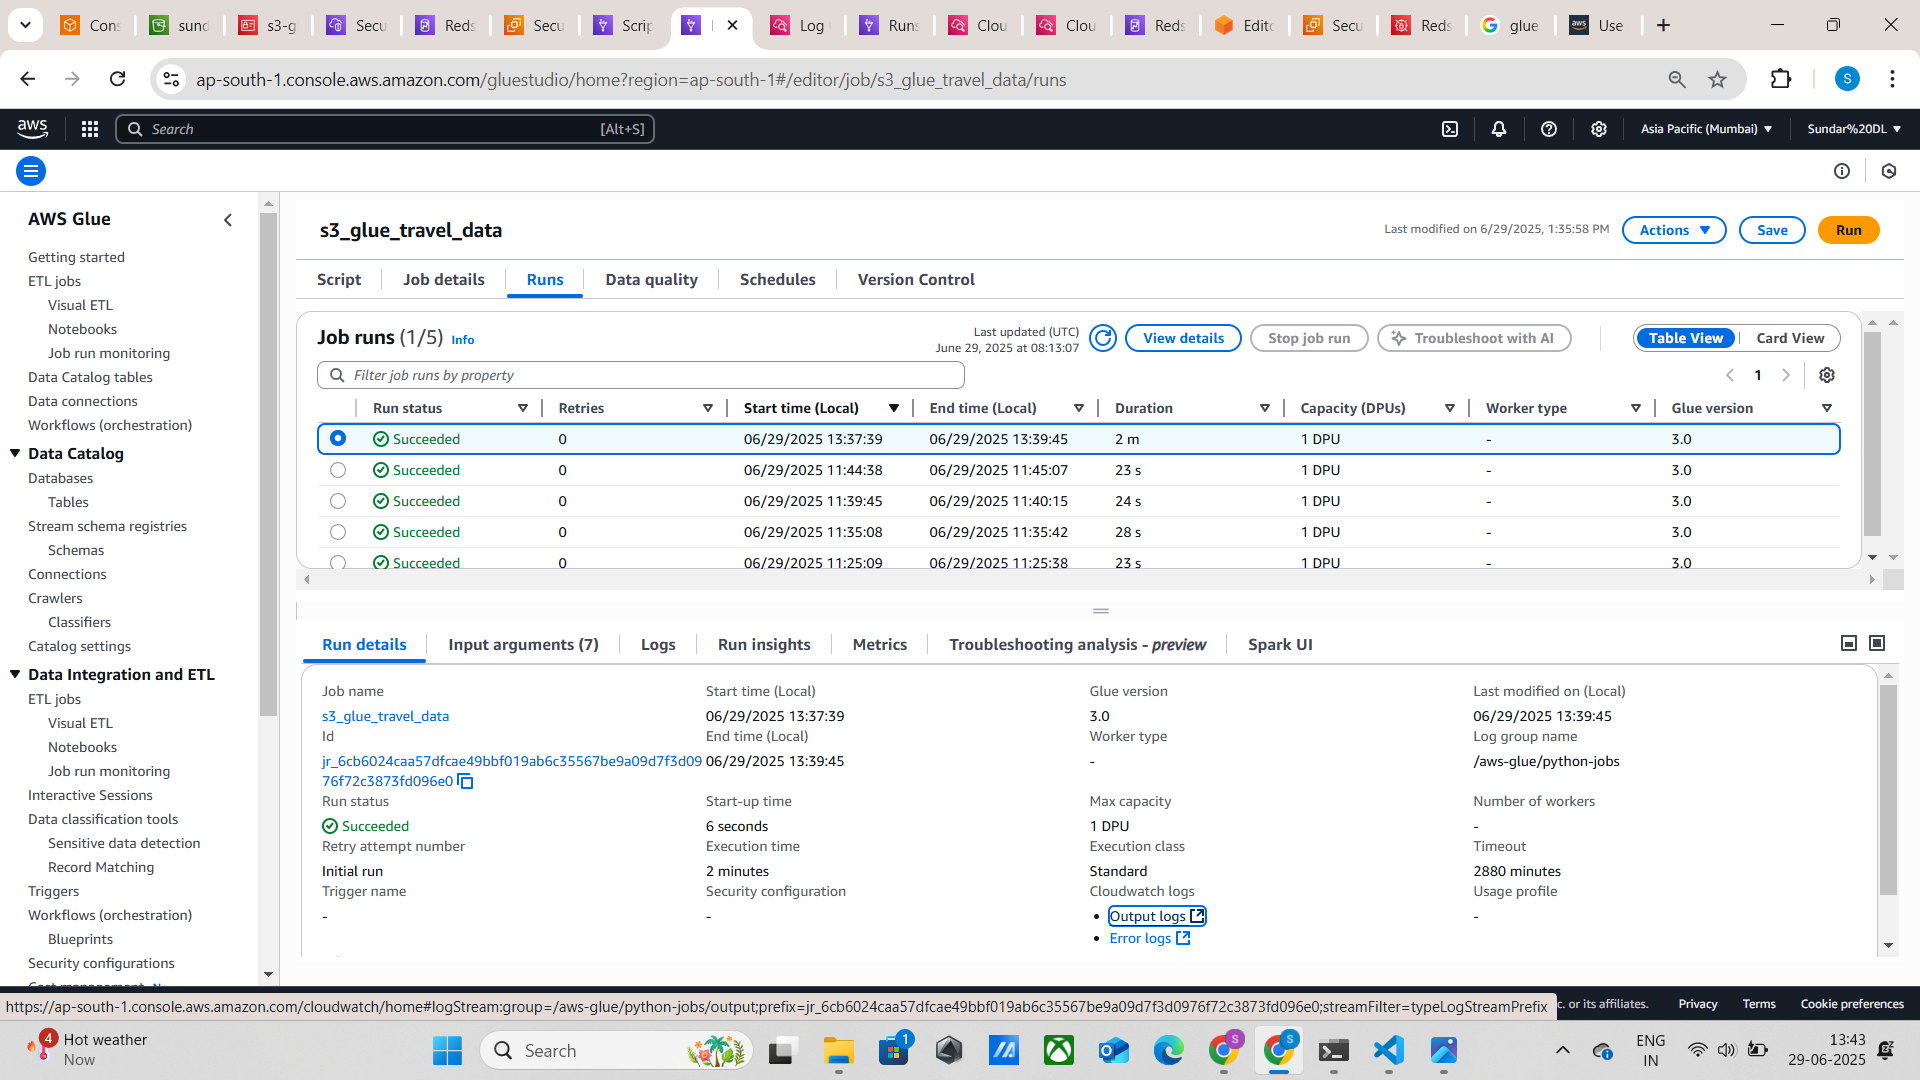 Cons
sund
s3-g
Secu
Reds
Secu
Scrip
Log
Runs
Clou
Clou
Reds
Edito
Secu
Reds
glue
Use
ap-south-1.console.aws.amazon.com/gluestudio/home?region=ap-south-1#/editor/job/s3_glue_travel_data/runs
S
aws
Search
[Alt+S]
Asia Pacific (Mumbai)
Sundar%20DL
AWS Glue
Getting started
ETL jobs
Visual ETL
Notebooks
Job run monitoring
Data Catalog tables
Data connections
Workflows (orchestration)
Data Catalog
Databases
Tables
Stream schema registries
Schemas
Connections
Crawlers
Classifiers
Catalog settings
Data Integration and ETL
ETL jobs
Visual ETL
Notebooks
Job run monitoring
Interactive Sessions
Data classification tools
Sensitive data detection
Record Matching
Triggers
Workflows (orchestration)
Blueprints
Security configurations
s3_glue_travel_data
Last modified on 6/29/2025, 1:35:58 PM
Actions
Save
Run
Script
Job details
Runs
Data quality
Schedules
Version Control
Job runs (1/5) Info
Last updated (UTC)
June 29, 2025 at 08:13:07
View details
Stop job run
Troubleshoot with AI
Table View
Card View
Filter job runs by property
1
Run status Retries Start time (Local) End time (Local) Duration Capacity (DPUs) Worker type Glue version
Succeeded 0 06/29/2025 13:37:39 06/29/2025 13:39:45 2 m 1 DPU - 3.0
Succeeded 0 06/29/2025 11:44:38 06/29/2025 11:45:07 23 s 1 DPU - 3.0
Succeeded 0 06/29/2025 11:39:45 06/29/2025 11:40:15 24 s 1 DPU - 3.0
Succeeded 0 06/29/2025 11:35:08 06/29/2025 11:35:42 28 s 1 DPU - 3.0
Succeeded 0 06/29/2025 11:25:09 06/29/2025 11:25:38 23 s 1 DPU - 3.0
Run details
Input arguments (7)
Logs
Run insights
Metrics
Troubleshooting analysis - preview
Spark UI
Job name
s3_glue_travel_data
Id
jr_6cb6024caa57dfcae49bbf019ab6c35567be9a09d7f3d09
76f72c3873fd096e0
Run status
Succeeded
Retry attempt number
Initial run
Trigger name
-
Start time (Local)
06/29/2025 13:37:39
End time (Local)
06/29/2025 13:39:45
Start-up time
6 seconds
Execution time
2 minutes
Security configuration
-
Glue version
3.0
Worker type
-
Max capacity
1 DPU
Execution class
Standard
Cloudwatch logs
• Output logs
• Error logs
Last modified on (Local)
06/29/2025 13:39:45
Log group name
/aws-glue/python-jobs
Number of workers
-
Timeout
2880 minutes
Usage profile
-
https://ap-south-1.console.aws.amazon.com/cloudwatch/home#logStream:group=/aws-glue/python-jobs/output;prefix=jr_6cb6024caa57dfcae49bbf019ab6c35567be9a09d7f3d0976f72c3873fd096e0;streamFilter=typeLogStreamPrefix
c. or its affiliates.
Privacy
Terms
Cookie preferences
4
Hot weather
Now
Search
1
S
S
ENG
IN
13:43
29-06-2025